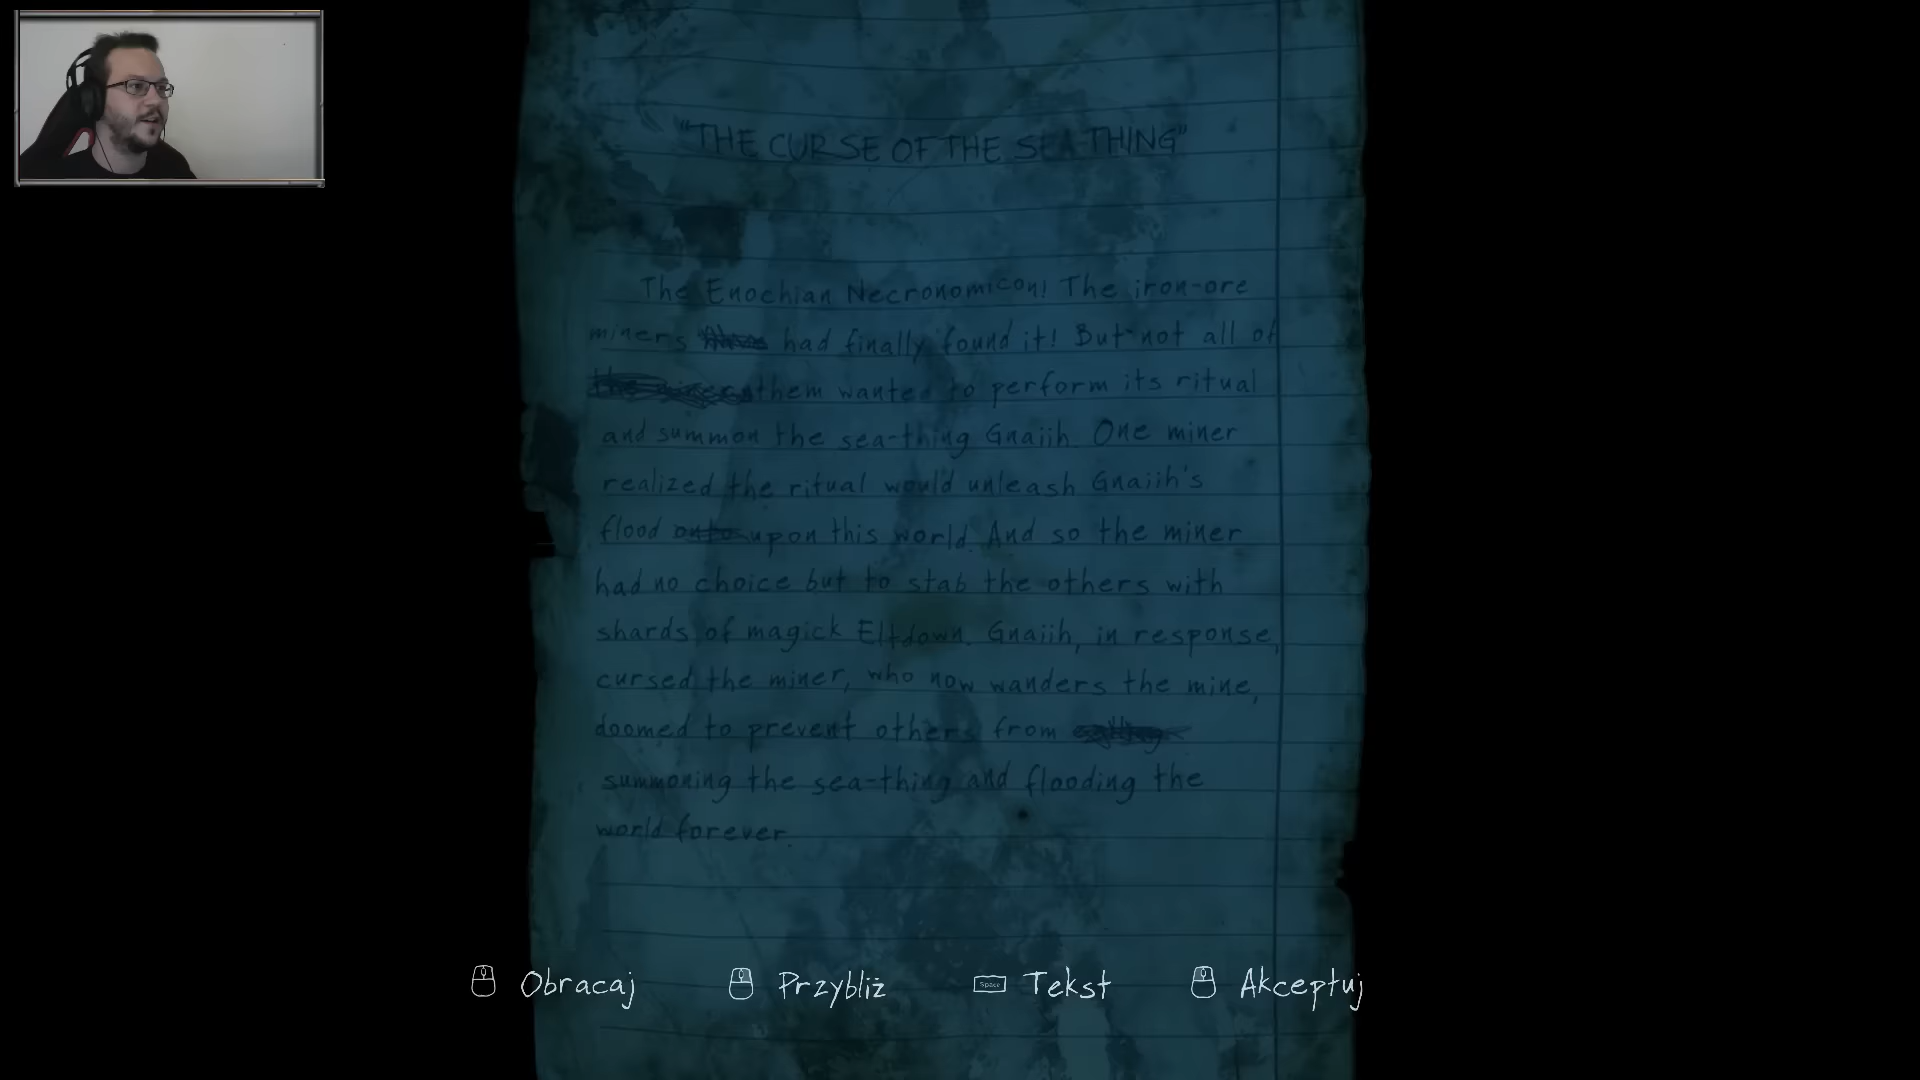 "THE CURSE OF THE SEA THING"
The Enochian Necronomicon! The iron-ore
miners had finally found it! But not all of
them wanted to perform its ritual
and summon the sea-thing Gnaiih. One miner
realized the ritual would unleash Gnaiih's
flood upon this world. And so the miner
had no choice but to stab the others with
shards of magick Eltdown. Gnaiih, in response,
cursed the miner, who now wanders the mine,
doomed to prevent others from
summoning the sea-thing and flooding the
world forever.
Obracaj Przybliż Space Tekst Akceptuj